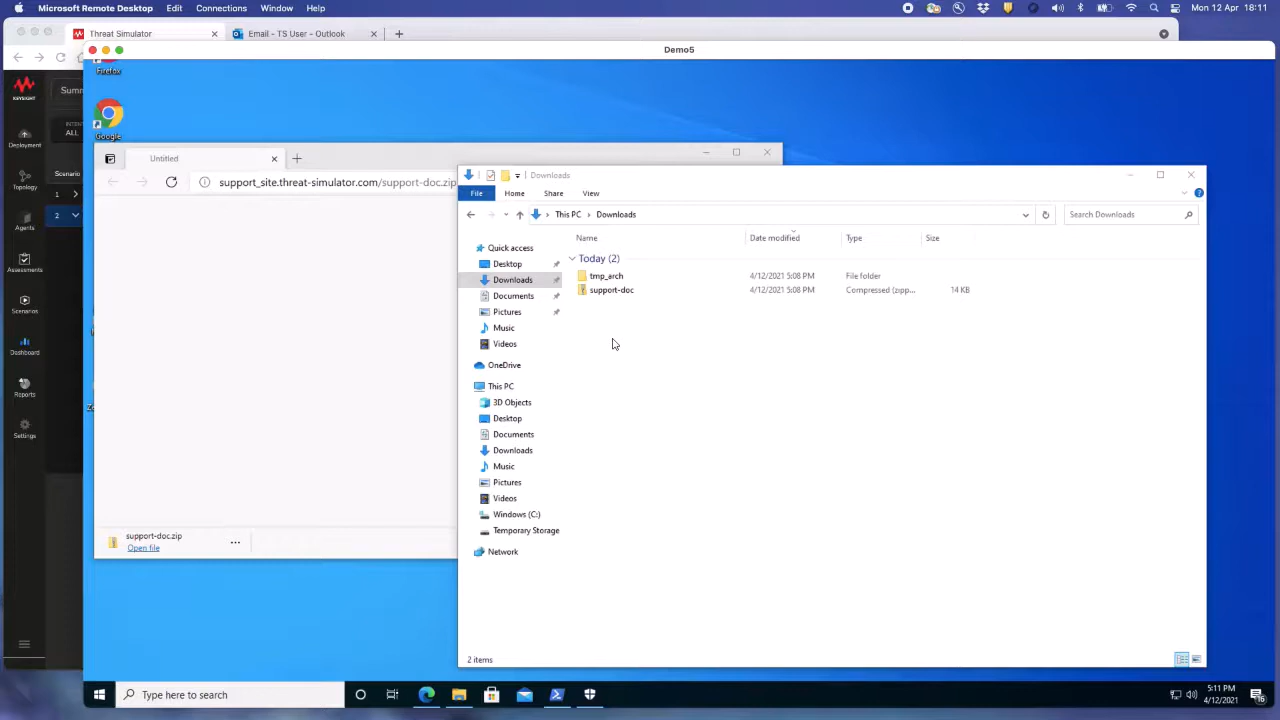 Microsoft Remote Desktop Edit Connections Window Help Mon 12 Apr 18:11
Threat Simulator
Email - TS User - Outlook
Demo5
Firefox
KEYSIGHT
Summ
ALL
Google
Deployment
Untitled
Downloads
Scenario
support_site.threat-simulator.com/support-doc.zip
File Home Share View
Topology
1
2
This PC Downloads
Search Downloads
Agents
Name Date modified Type Size
Quick access
Today (2)
Desktop
Assessments
tmp_arch 4/12/2021 5:08 PM File folder
Downloads
support-doc 4/12/2021 5:08 PM Compressed (zipp... 14 KB
Documents
Pictures
Scenarios
Music
Videos
Dashboard
OneDrive
This PC
Reports
3D Objects
Desktop
Settings
Documents
Downloads
Music
Pictures
Videos
Windows (C:)
Temporary Storage
support-doc.zip
Open file
Network
2 items
Type here to search
5:11 PM
4/12/2021